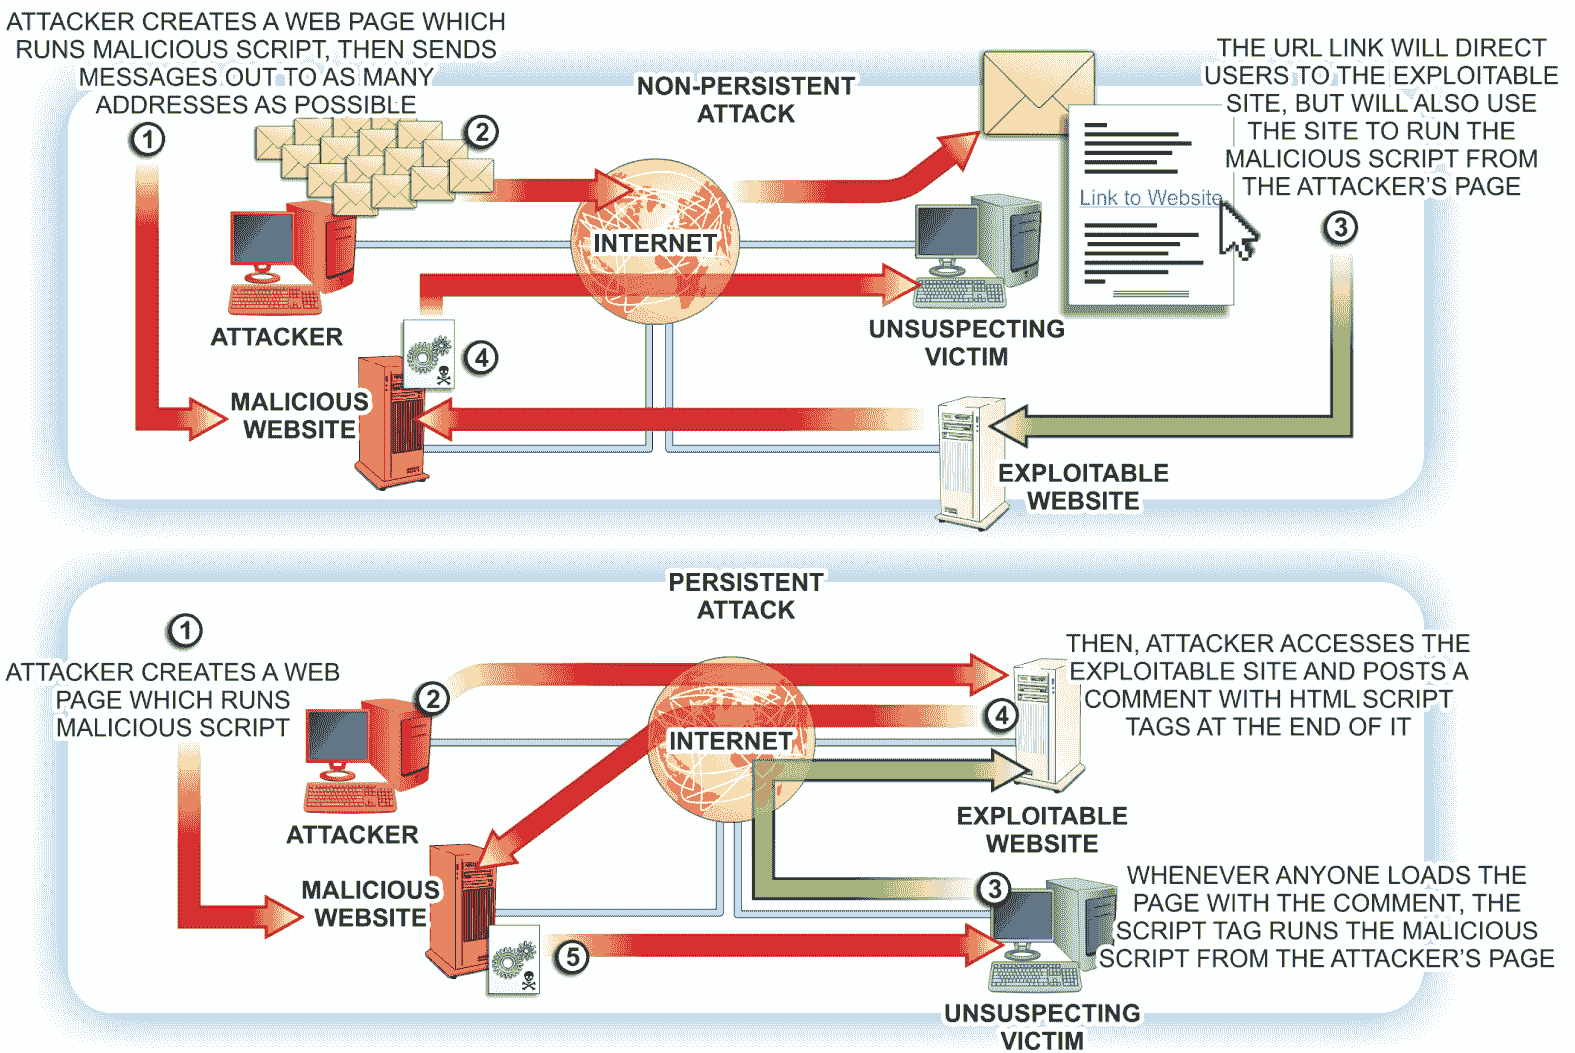 ATTACKER CREATES A WEB PAGE WHICH
RUNS MALICIOUS SCRIPT, THEN SENDS
MESSAGES OUT TO AS MANY
ADDRESSES AS POSSIBLE
1
2
NON-PERSISTENT
ATTACK
THE URL LINK WILL DIRECT
USERS TO THE EXPLOITABLE
SITE, BUT WILL ALSO USE
THE SITE TO RUN THE
MALICIOUS SCRIPT FROM
THE ATTACKER'S PAGE
3
Link to Website
INTERNET
ATTACKER
UNSUSPECTING
VICTIM
4
MALICIOUS
WEBSITE
EXPLOITABLE
WEBSITE
PERSISTENT
ATTACK
1
ATTACKER CREATES A WEB
PAGE WHICH RUNS
MALICIOUS SCRIPT
2
THEN, ATTACKER ACCESSES THE
EXPLOITABLE SITE AND POSTS A
COMMENT WITH HTML SCRIPT
TAGS AT THE END OF IT
4
INTERNET
ATTACKER
EXPLOITABLE
WEBSITE
MALICIOUS
WEBSITE
3
WHENEVER ANYONE LOADS THE
PAGE WITH THE COMMENT, THE
SCRIPT TAG RUNS THE MALICIOUS
SCRIPT FROM THE ATTACKER'S PAGE
5
UNSUSPECTING
VICTIM